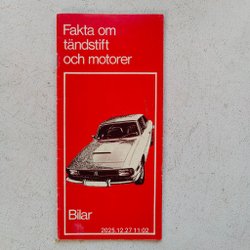 Fakta om
tändstift
och motorer
Bilar
2025.12.27 11:02